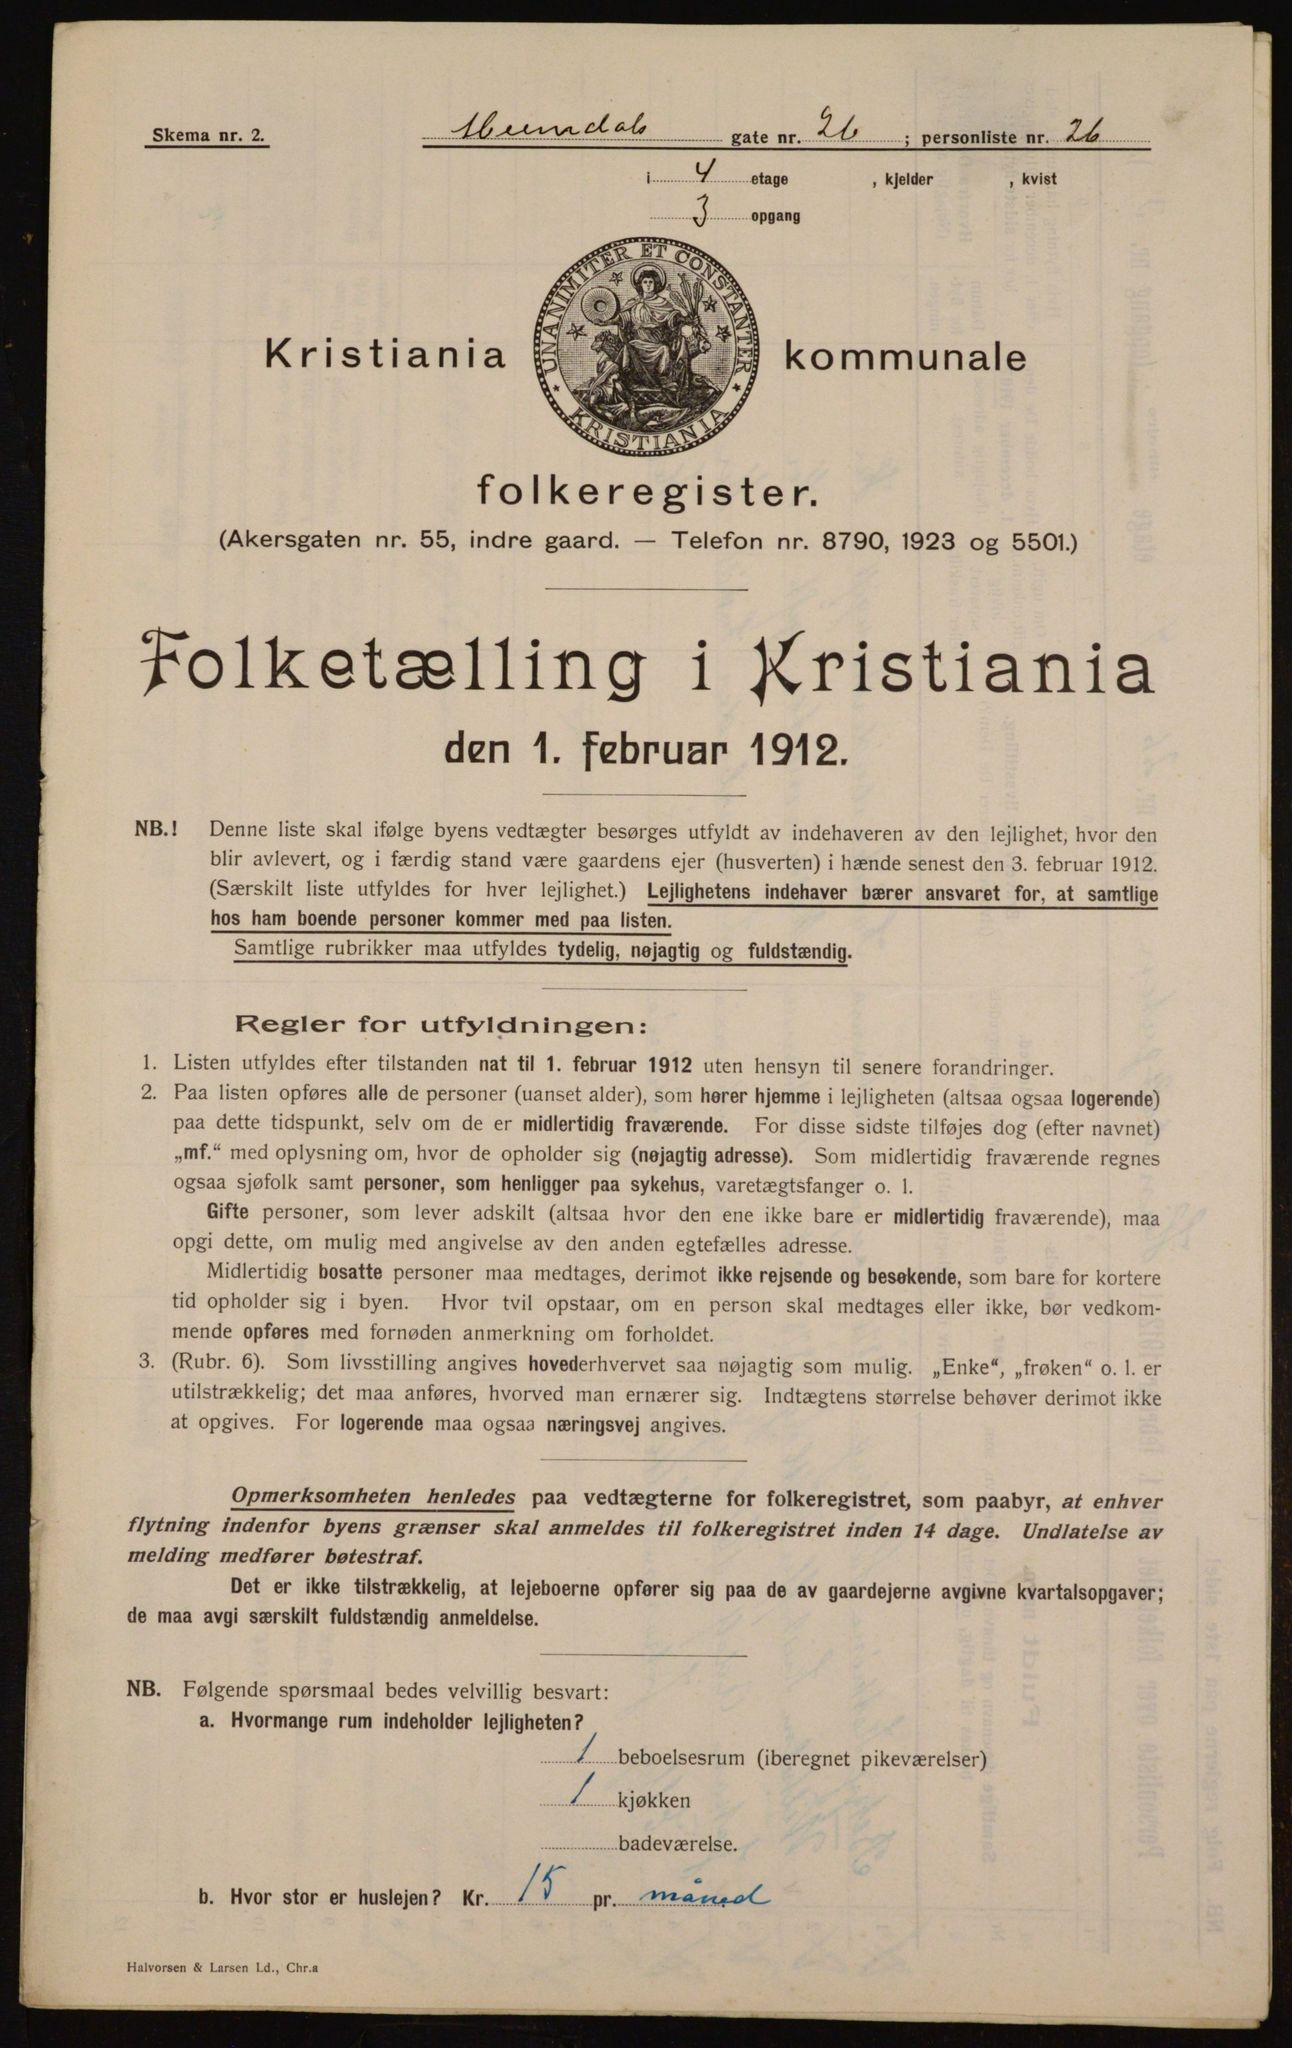 Skema nr. 2.
gate nr. 26; personliste nr. 26
i 4 etage , kjelder , kvist
3 opgang
UNANIMITER ET CONSTANTER
KRISTIANIA
Kristiania kommunale
folkeregister.
(Akersgaten nr. 55, indre gaard. — Telefon nr. 8790, 1923 og 5501.)
Folketælling i Kristiania
den 1. februar 1912.
NB.! Denne liste skal ifølge byens vedtægter besørges utfyldt av indehaveren av den lejlighet, hvor den
blir avlevert, og i færdig stand være gaardens ejer (husverten) i hænde senest den 3. februar 1912.
(Særskilt liste utfyldes for hver lejlighet.) Lejlighetens indehaver bærer ansvaret for, at samtlige
hos ham boende personer kommer med paa listen.
Samtlige rubrikker maa utfyldes tydelig, nøjagtig og fuldstændig.
Regler for utfyldningen:
1. Listen utfyldes efter tilstanden nat til 1. februar 1912 uten hensyn til senere forandringer.
2. Paa listen opføres alle de personer (uanset alder), som hører hjemme i lejligheten (altsaa ogsaa logerende)
paa dette tidspunkt, selv om de er midlertidig fraværende. For disse sidste tilføjes dog (efter navnet)
„mf.“ med oplysning om, hvor de opholder sig (nøjagtig adresse). Som midlertidig fraværende regnes
ogsaa sjøfolk samt personer, som henligger paa sykehus, varetægtsfanger o. l.
Gifte personer, som lever adskilt (altsaa hvor den ene ikke bare er midlertidig fraværende), maa
opgi dette, om mulig med angivelse av den anden egtefælles adresse.
Midlertidig bosatte personer maa medtages, derimot ikke rejsende og besøkende, som bare for kortere
tid opholder sig i byen. Hvor tvil opstaar, om en person skal medtages eller ikke, bør vedkom-
mende opføres med fornøden anmerkning om forholdet.
3. (Rubr. 6). Som livsstilling angives hovederhvervet saa nøjagtig som mulig. „Enke“, „frøken“ o. l. er
utilstrækkelig; det maa anføres, hvorved man ernærer sig. Indtægtens størrelse behøver derimot ikke
at opgives. For logerende maa ogsaa næringsvej angives.
Opmerksomheten henledes paa vedtægterne for folkeregistret, som paabyr, at enhver
flytning indenfor byens grænser skal anmeldes til folkeregistret inden 14 dage. Undlatelse av
melding medfører bøtestraf.
Det er ikke tilstrækkelig, at lejeboerne opfører sig paa de av gaardejerne avgivne kvartalsopgaver;
de maa avgi særskilt fuldstændig anmeldelse.
NB. Følgende spørsmaal bedes velvillig besvart:
a. Hvormange rum indeholder lejligheten?
1 beboelsesrum (iberegnet pikeværelser)
1 kjøkken
badeværelse.
b. Hvor stor er huslejen? Kr. 15 pr. måned
Halvorsen & Larsen Ld., Chr.a